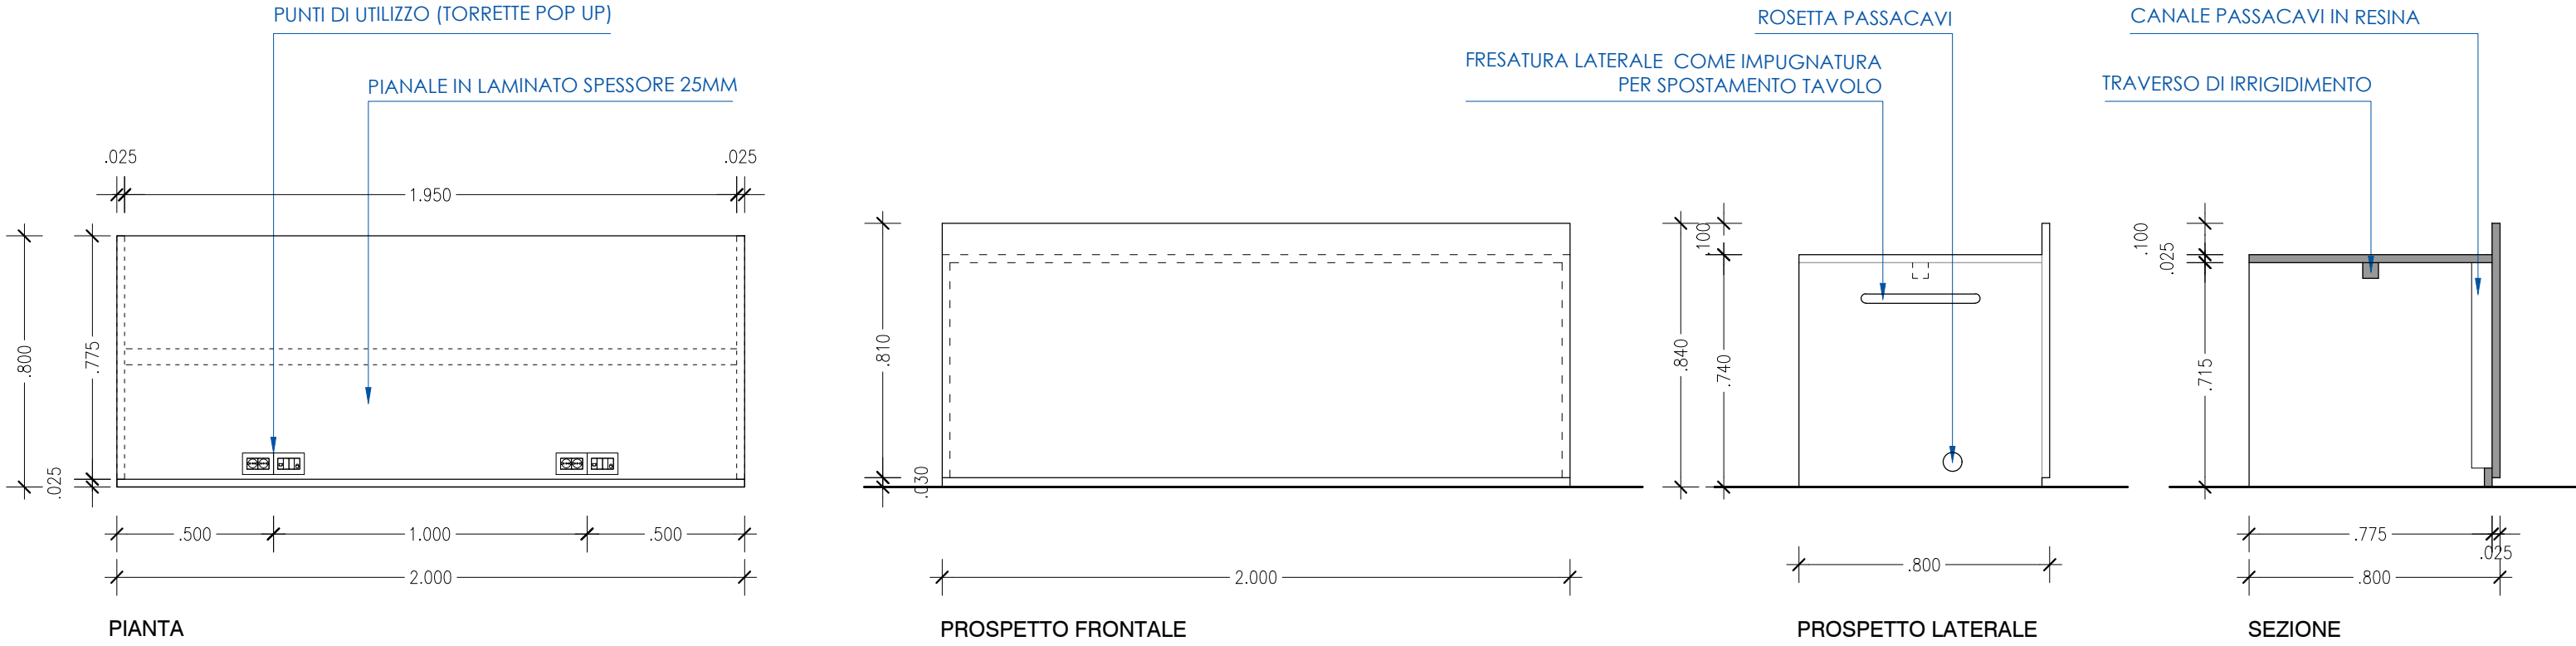 PUNTI DI UTILIZZO (TORRETTE POP UP)
PIANALE IN LAMINATO SPESSORE 25MM
.025
.025
1.950
.800
.775
.025
.500
1.000
.500
2.000
PIANTA
.810
.030
2.000
PROSPETTO FRONTALE
ROSETTA PASSACAVI
FRESATURA LATERALE COME IMPUGNATURA
PER SPOSTAMENTO TAVOLO
.100
.840
.740
.800
PROSPETTO LATERALE
CANALE PASSACAVI IN RESINA
TRAVERSO DI IRRIGIDIMENTO
.100
.025
.715
.775
.025
.800
SEZIONE